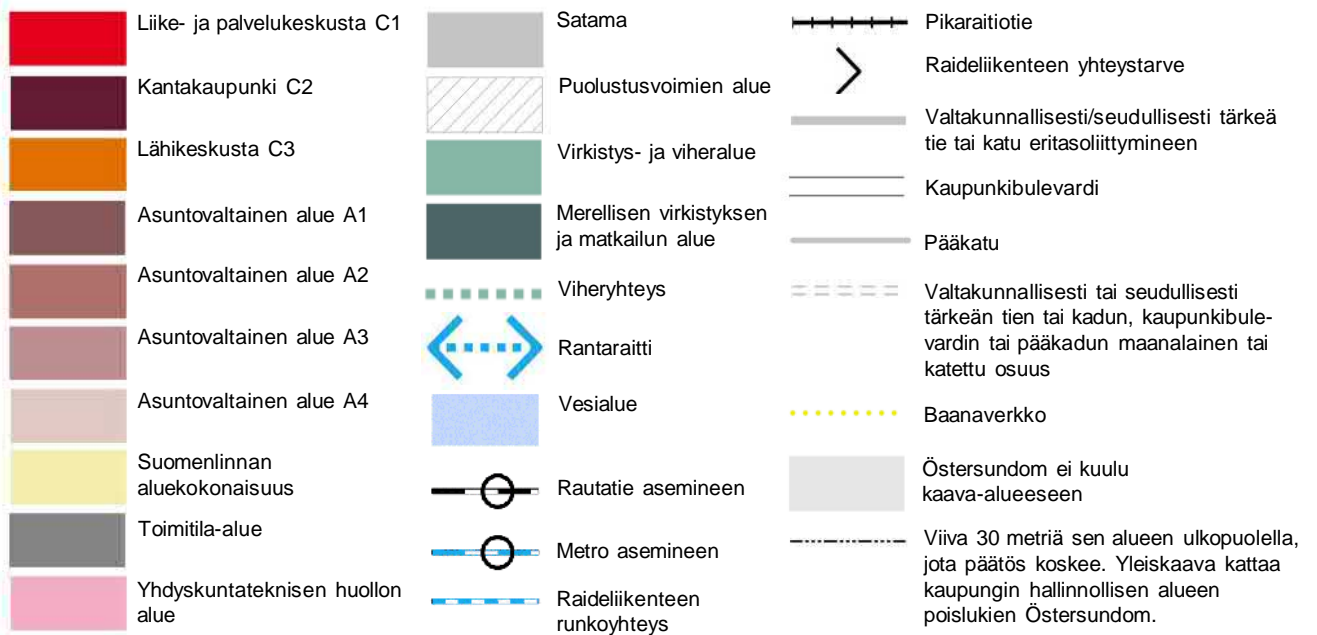 Liike- ja palvelukeskusta C1
Kantakaupunki C2
Lähikeskusta C3
Asuntovaltainen alue A1
Asuntovaltainen alue A2
Asuntovaltainen alue A3
Asuntovaltainen alue A4
Suomenlinnan
aluekokonaisuus
Toimitila-alue
Yhdyskuntateknisen huollon
alue
Satama
Puolustusvoimien alue
Virkistys- ja viheralue
Merellisen virkistyksen
ja matkailun alue
Viheryhteys
Rantaraitti
Vesialue
Rautatie asemineen
Metro asemineen
Raideliikenteen
runkoyhteys
Pikaraitiotie
Raideliikenteen yhteystarve
Valtakunnallisesti/seudullisesti tärkeä
tie tai katu eritasoliittymineen
Kaupunkibulevardi
Pääkatu
Valtakunnallisesti tai seudullisesti
tärkeän tien tai kadun, kaupunkibule-
vardin tai pääkadun maanalainen tai
katettu osuus
Baanaverkko
Östersundom ei kuulu
kaava-alueeseen
Viiva 30 metriä sen alueen ulkopuolella,
jota päätös koskee. Yleiskaava kattaa
kaupungin hallinnollisen alueen
poislukien Östersundom.